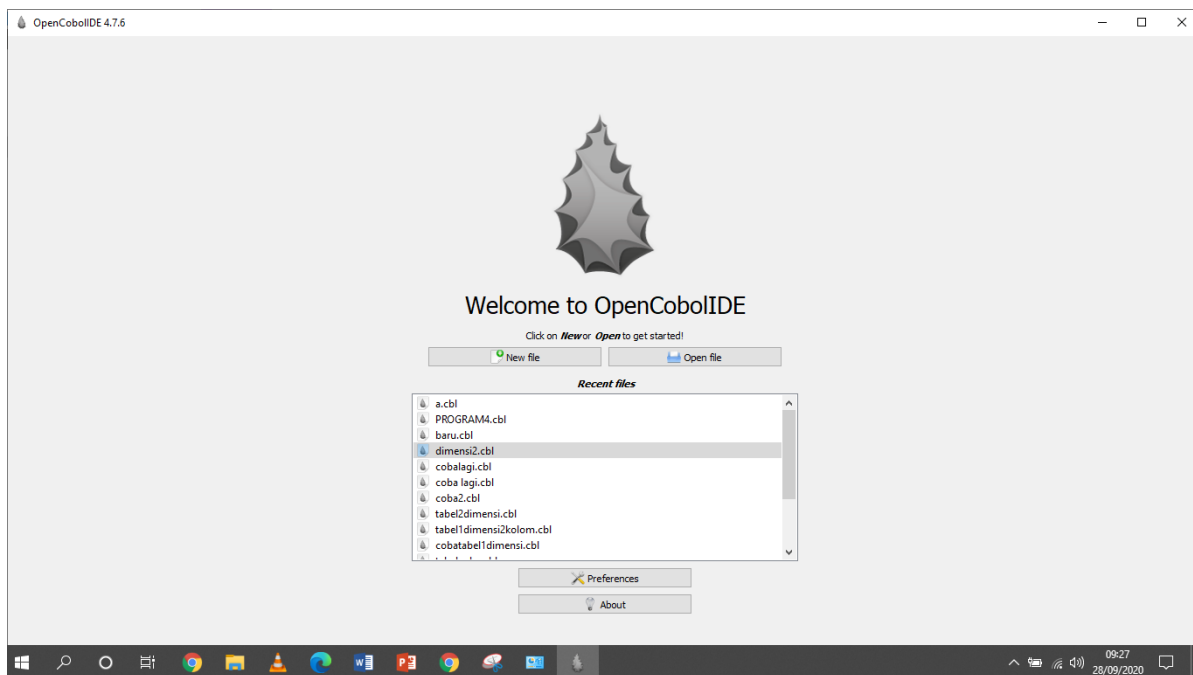 OpenCobolIDE 4.7.6
Welcome to OpenCobolIDE
Click on New or Open to get started!
New file
Open file
Recent files
a.cbl
PROGRAM4.cbl
baru.cbl
dimensi2.cbl
cobalagi.cbl
coba lagi.cbl
coba2.cbl
tabel2dimensi.cbl
tabel1dimensi2kolom.cbl
cobatabel1dimensi.cbl
Preferences
About
09:27
28/09/2020